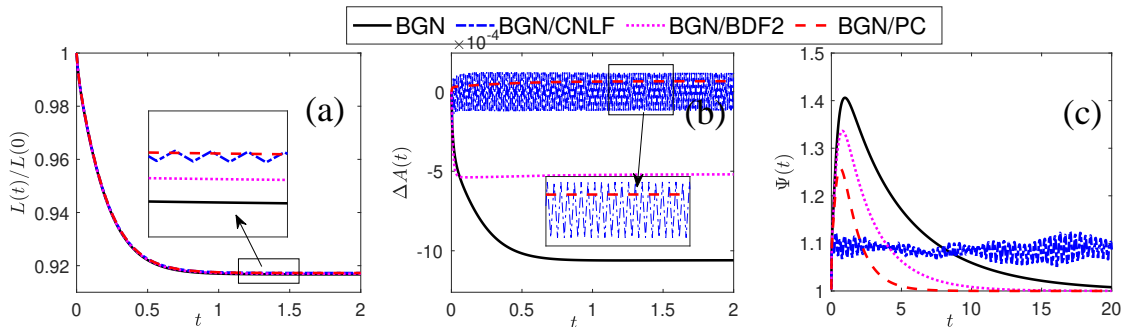 BGN BGN/CNLF BGN/BDF2 BGN/PC
×10⁻⁴
1
0.98
0.96
0.94
0.92
L(t)/L(0)
0 0.5 1 1.5 2
t
(a)
0
-5
-10
ΔA(t)
0 0.5 1 1.5 2
t
(b)
1.5
1.4
1.3
1.2
1.1
1
Ψ(t)
0 5 10 15 20
t
(c)